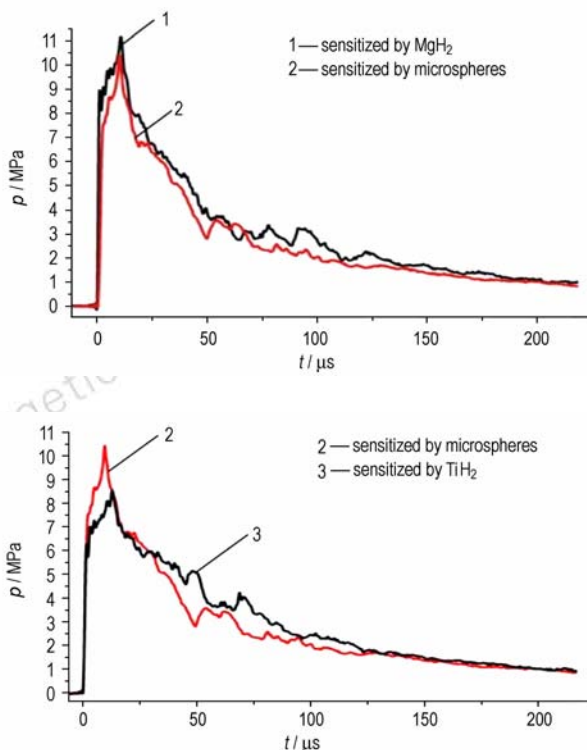 1
1 — sensitized by MgH₂
2 — sensitized by microspheres
2
11
10
9
8
7
6
5
4
3
2
1
0
p / MPa
0 50 100 150 200
t / μs
getic
2
2 — sensitized by microspheres
3 — sensitized by TiH₂
3
11
10
9
8
7
6
5
4
3
2
1
0
p / MPa
0 50 100 150 200
t / μs